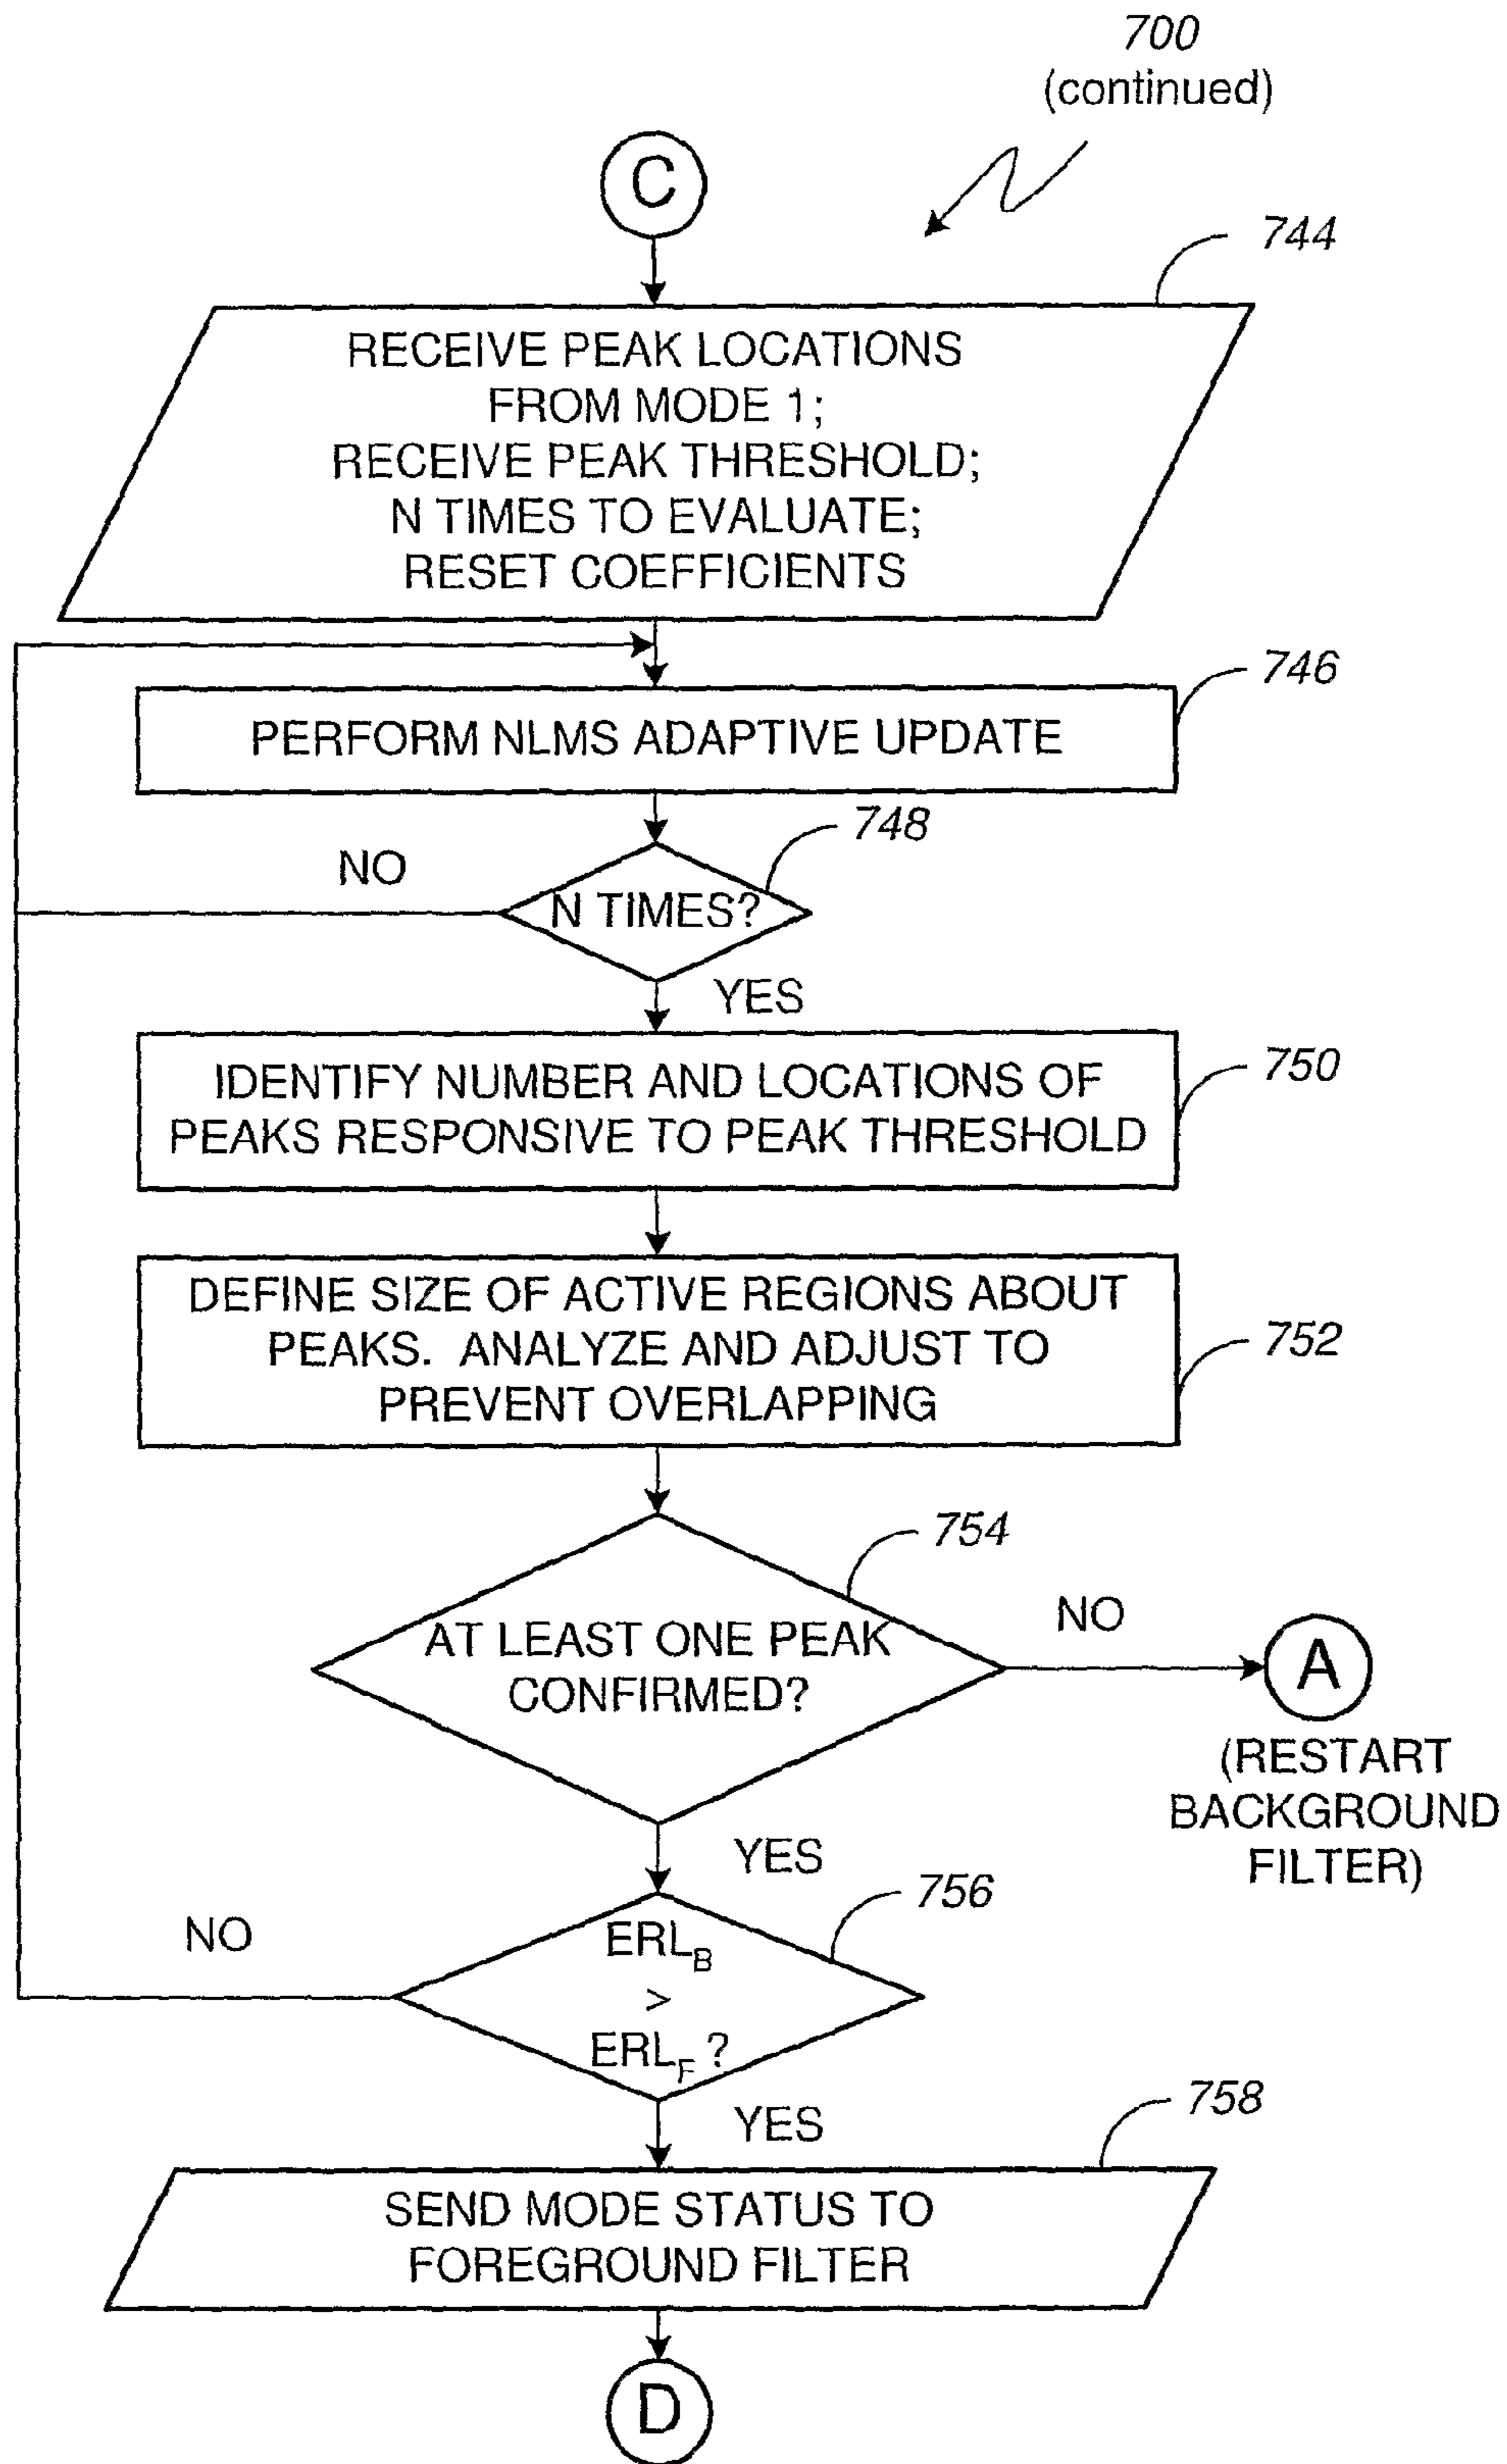 700
(continued)
C
744
RECEIVE PEAK LOCATIONS
FROM MODE 1;
RECEIVE PEAK THRESHOLD;
N TIMES TO EVALUATE;
RESET COEFFICIENTS
746
PERFORM NLMS ADAPTIVE UPDATE
748
NO
N TIMES?
YES
750
IDENTIFY NUMBER AND LOCATIONS OF
PEAKS RESPONSIVE TO PEAK THRESHOLD
752
DEFINE SIZE OF ACTIVE REGIONS ABOUT
PEAKS. ANALYZE AND ADJUST TO
PREVENT OVERLAPPING
754
AT LEAST ONE PEAK
CONFIRMED?
NO
A
(RESTART
BACKGROUND
FILTER)
YES
756
NO
ERL_B
>
ERL_F ?
YES
758
SEND MODE STATUS TO
FOREGROUND FILTER
D